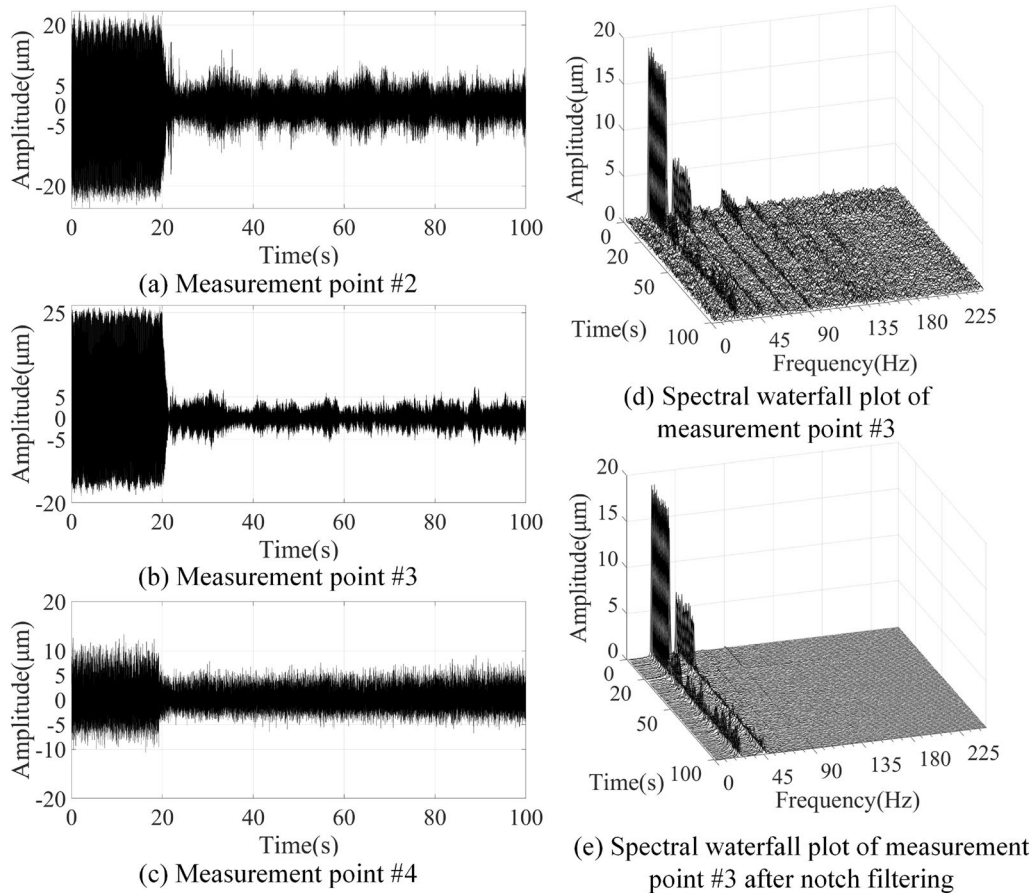 Amplitude(μm)
20
5
0
-5
-20
0 20 40 60 80 100
Time(s)
(a) Measurement point #2
Amplitude(μm)
25
5
0
-5
-20
0 20 40 60 80 100
Time(s)
(b) Measurement point #3
Amplitude(μm)
20
10
5
0
-5
-10
-20
0 20 40 60 80 100
Time(s)
(c) Measurement point #4
Amplitude(μm)
20
15
10
5
0
0
20
50
100
Time(s)
0 45 90 135 180 225
Frequency(Hz)
(d) Spectral waterfall plot of
measurement point #3
Amplitude(μm)
20
15
10
5
0
0
20
50
100
Time(s)
0 45 90 135 180 225
Frequency(Hz)
(e) Spectral waterfall plot of measurement
point #3 after notch filtering